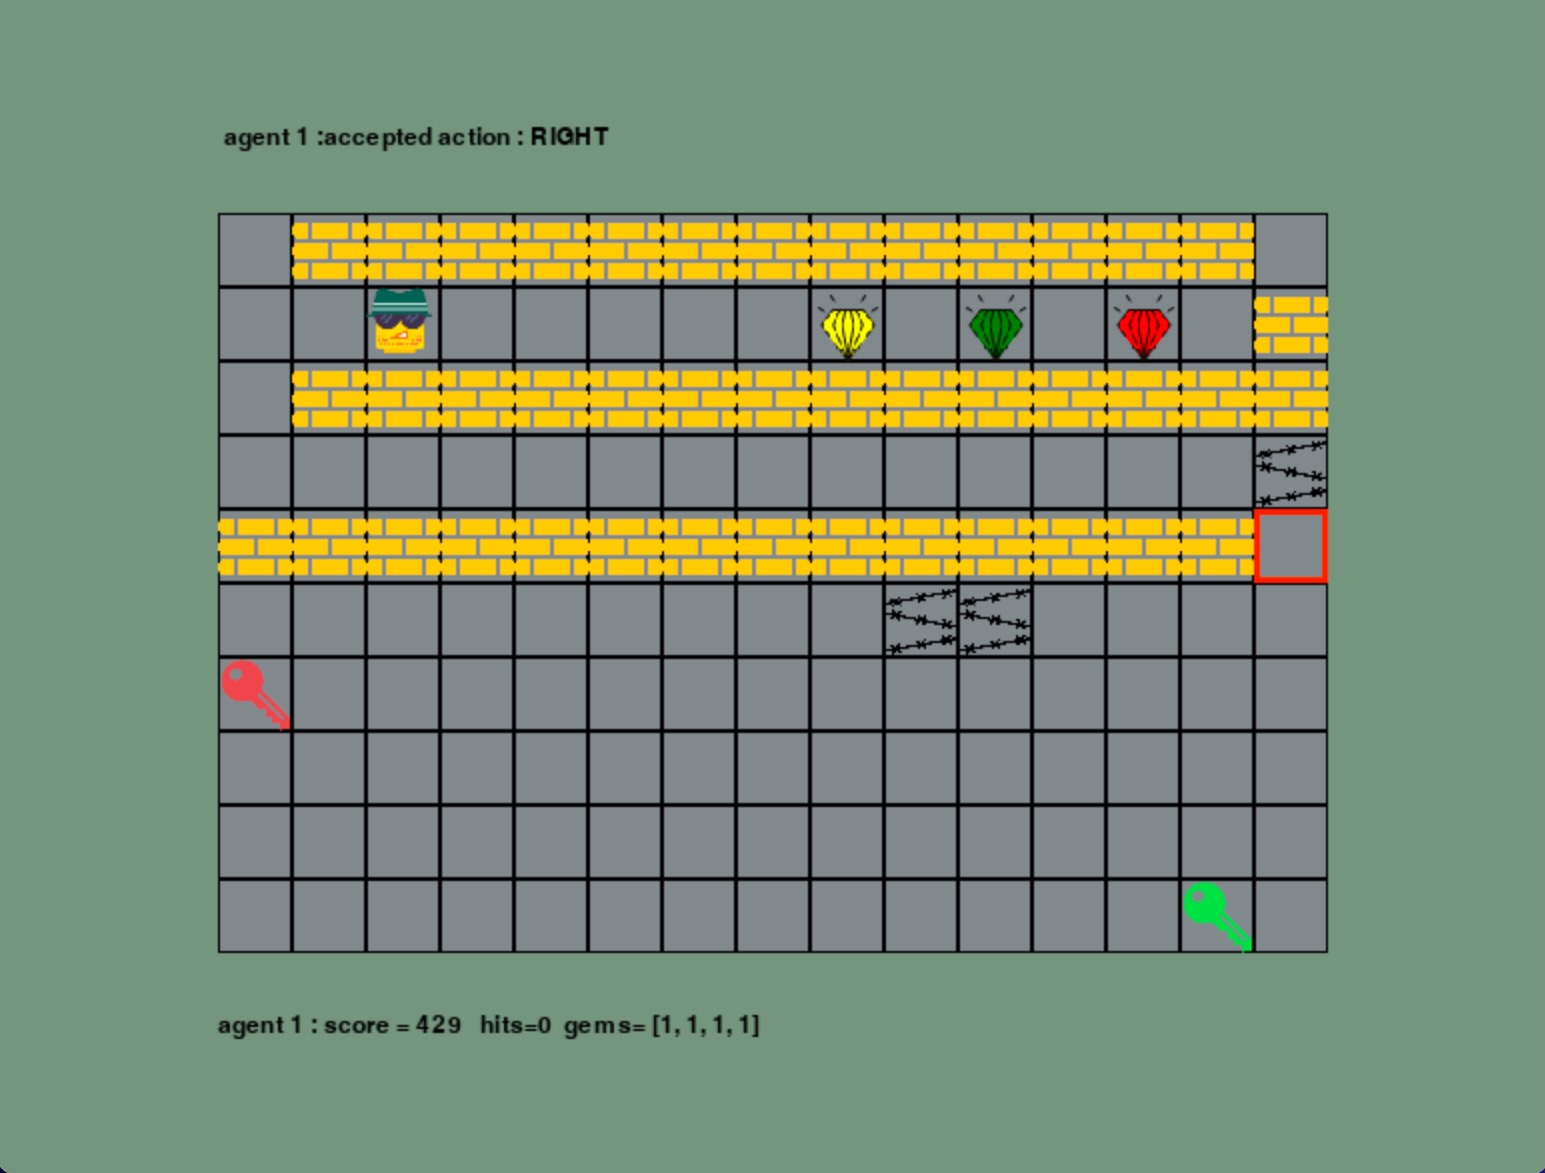 agent 1 :accepted action : RIGHT
agent 1 : score = 429 hits=0 gems= [1, 1, 1, 1]